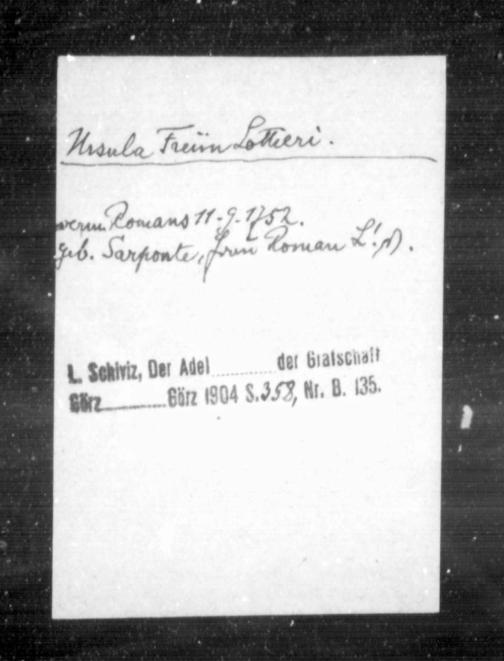 Ursula Freiin Lottieri.
verm. Romans 11-9-1752.
geb. Sarponte, Frau Roman L!
L. Schiviz, Der Adel der Grafschaft
Görz Görz 1904 S. 358, Nr. B. 135.